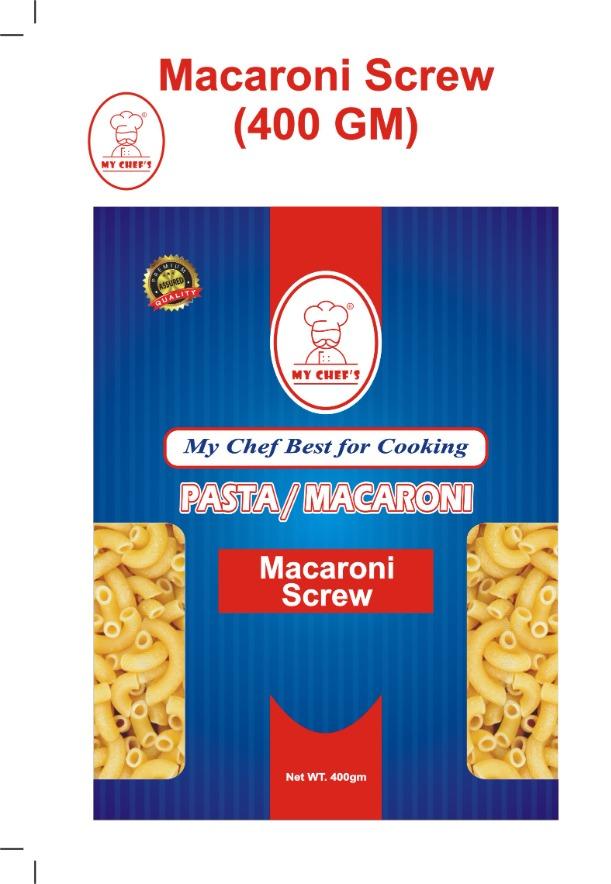 Macaroni Screw
(400 GM)
®
MY CHEF'S
PREMIUM
ASSURED
QUALITY
®
MY CHEF'S
My Chef Best for Cooking
PASTA / MACARONI
Macaroni
Screw
Net WT. 400gm